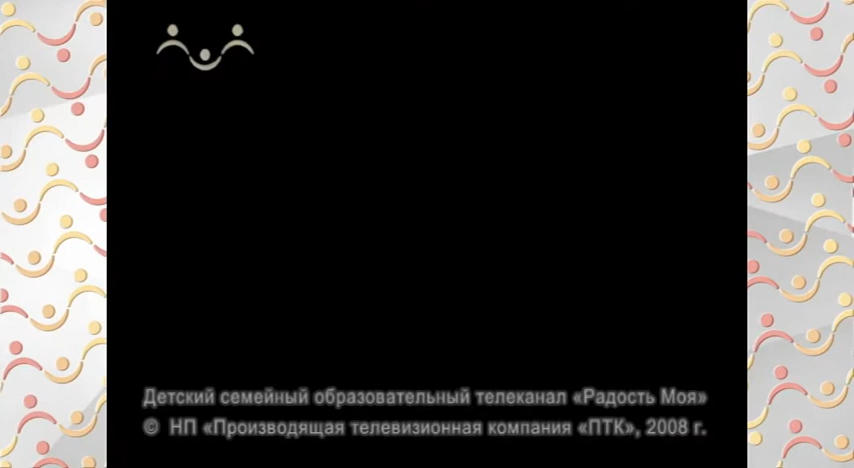 Детский семейный образовательный телеканал «Радость Моя»
© НП «Производящая телевизионная компания «ПТК», 2008 г.